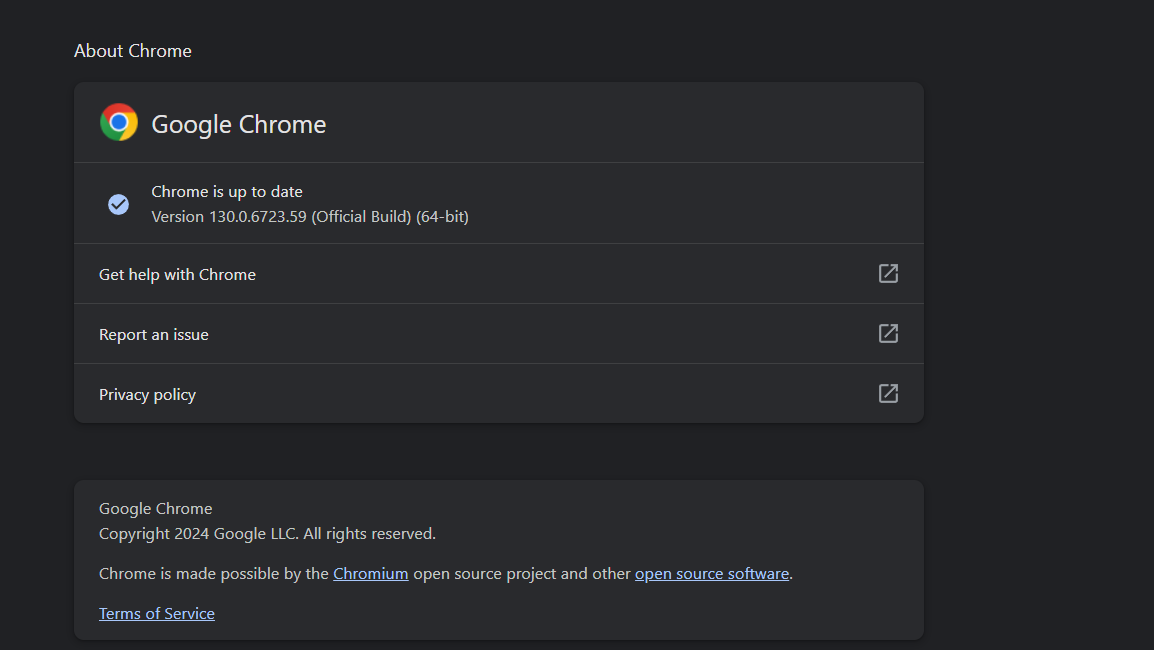 About Chrome
Google Chrome
Chrome is up to date
Version 130.0.6723.59 (Official Build) (64-bit)
Get help with Chrome
Report an issue
Privacy policy
Google Chrome
Copyright 2024 Google LLC. All rights reserved.
Chrome is made possible by the Chromium open source project and other open source software.
Terms of Service